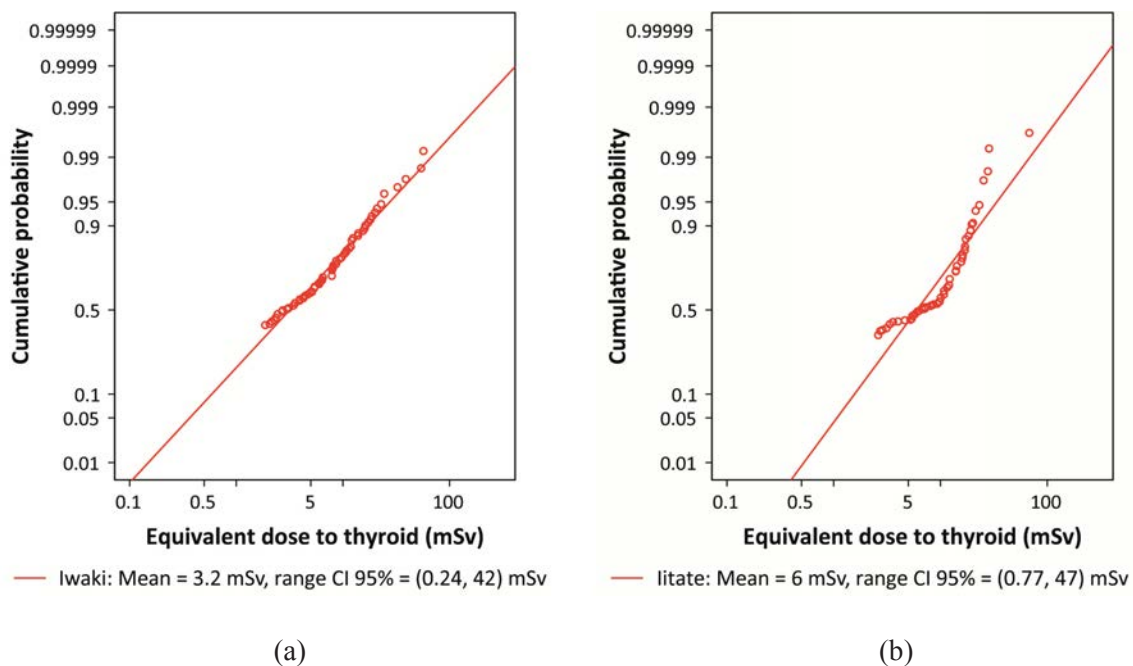 0.99999
0.9999
0.999
0.99
0.95
0.9
0.5
0.1
0.05
0.01
Cumulative probability
0.1 0.5 5 100
Equivalent dose to thyroid (mSv)
Iwaki: Mean = 3.2 mSv, range CI 95% = (0.24, 42) mSv
(a)
0.99999
0.9999
0.999
0.99
0.95
0.9
0.5
0.1
0.05
0.01
Cumulative probability
0.1 0.5 5 100
Equivalent dose to thyroid (mSv)
Iitate: Mean = 6 mSv, range CI 95% = (0.77, 47) mSv
(b)